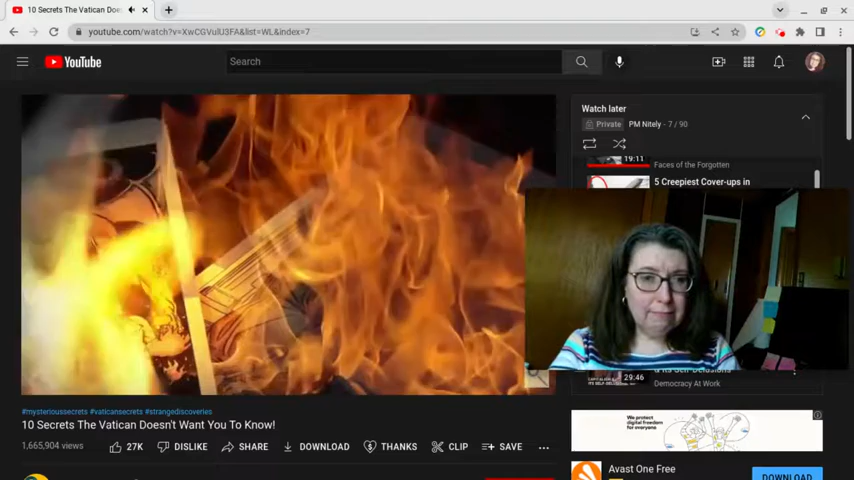 10 Secrets The Vatican Doesn't
youtube.com/watch?v=XwCGVulU3FA&list=WL&index=7
YouTube
Search
Watch later
Private PM Nitely - 7 / 90
19:11
Faces of the Forgotten
5 Creepiest Cover-ups in
29:46
Democracy At Work
#mysterioussecrets #vaticansecrets #strangediscoveries
10 Secrets The Vatican Doesn't Want You To Know!
1,665,904 views
27K
DISLIKE
SHARE
DOWNLOAD
THANKS
CLIP
SAVE
We protect
digital freedom
for everyone
Avast One Free
DOWNLOAD